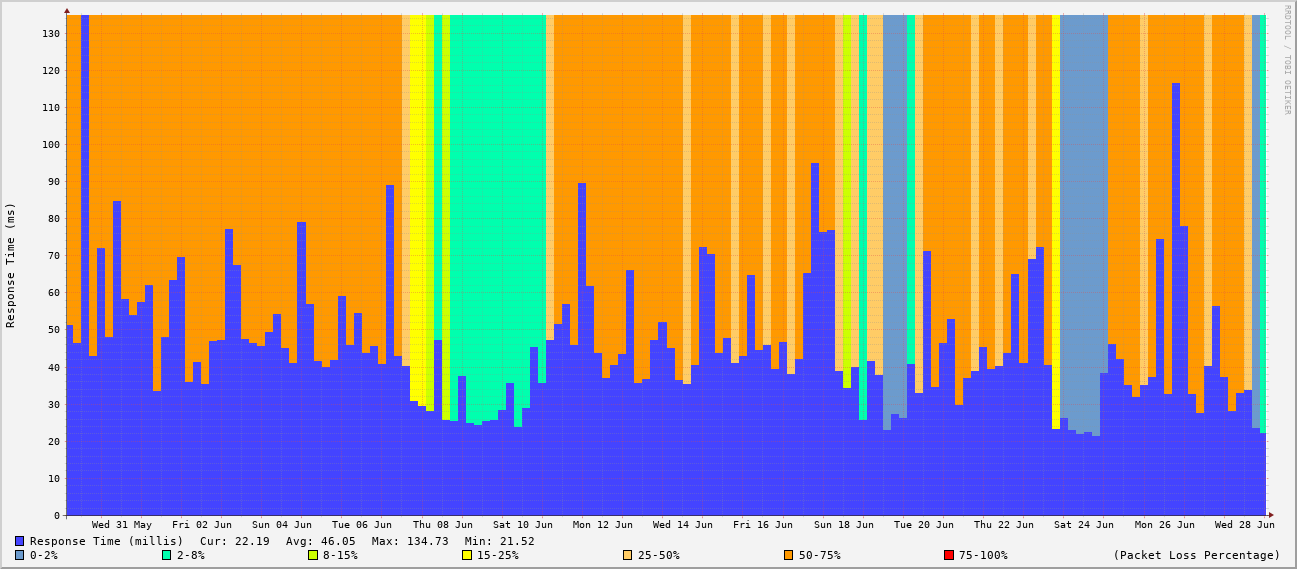 RRDTOOL / TOBI OETIKER
Response Time (ms)
130
120
110
100
90
80
70
60
50
40
30
20
10
0
Wed 31 May Fri 02 Jun Sun 04 Jun Tue 06 Jun Thu 08 Jun Sat 10 Jun Mon 12 Jun Wed 14 Jun Fri 16 Jun Sun 18 Jun Tue 20 Jun Thu 22 Jun Sat 24 Jun Mon 26 Jun Wed 28 Jun
Response Time (millis) Cur: 22.19 Avg: 46.05 Max: 134.73 Min: 21.52
0-2% 2-8% 8-15% 15-25% 25-50% 50-75% 75-100% (Packet Loss Percentage)